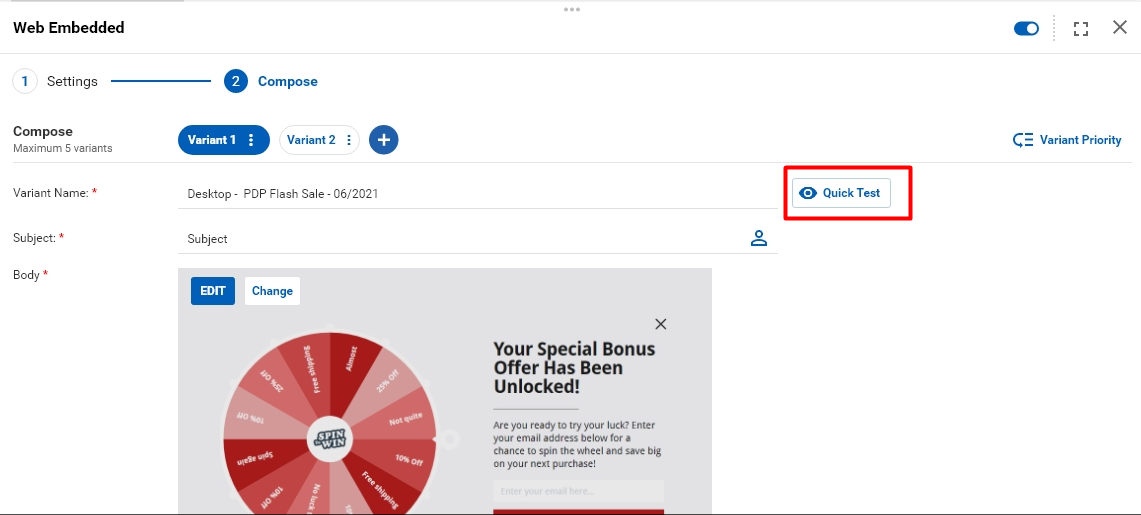 Web Embedded
1 Settings 2 Compose
Compose
Maximum 5 variants
Variant 1 Variant 2 + Variant Priority
Variant Name: * Desktop - PDP Flash Sale - 06/2021 Quick Test
Subject: * Subject
Body *
EDIT Change
Almost
25% Off
Not quite
10% Off
Free shipping
No luck
10% Off
Spin again
10% Off
25% Off
Free shipping
SPIN
to
WIN
Your Special Bonus
Offer Has Been
Unlocked!
Are you ready to try your luck? Enter
your email address below for a
chance to spin the wheel and save big
on your next purchase!
Enter your email here...